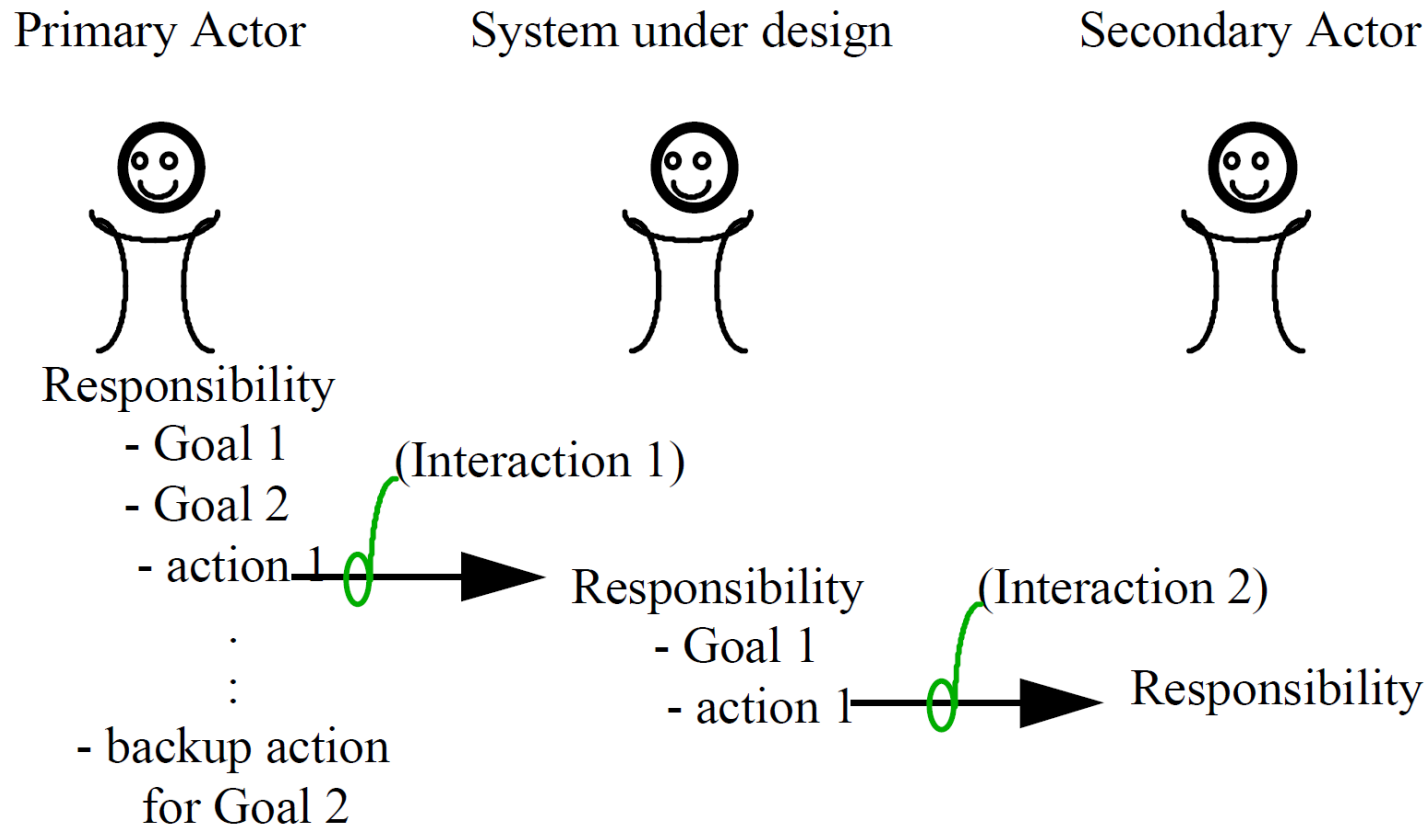 Primary Actor
System under design
Secondary Actor
Responsibility
- Goal 1
- Goal 2
- action 1
.
:
- backup action
for Goal 2
(Interaction 1)
Responsibility
- Goal 1
- action 1
(Interaction 2)
Responsibility